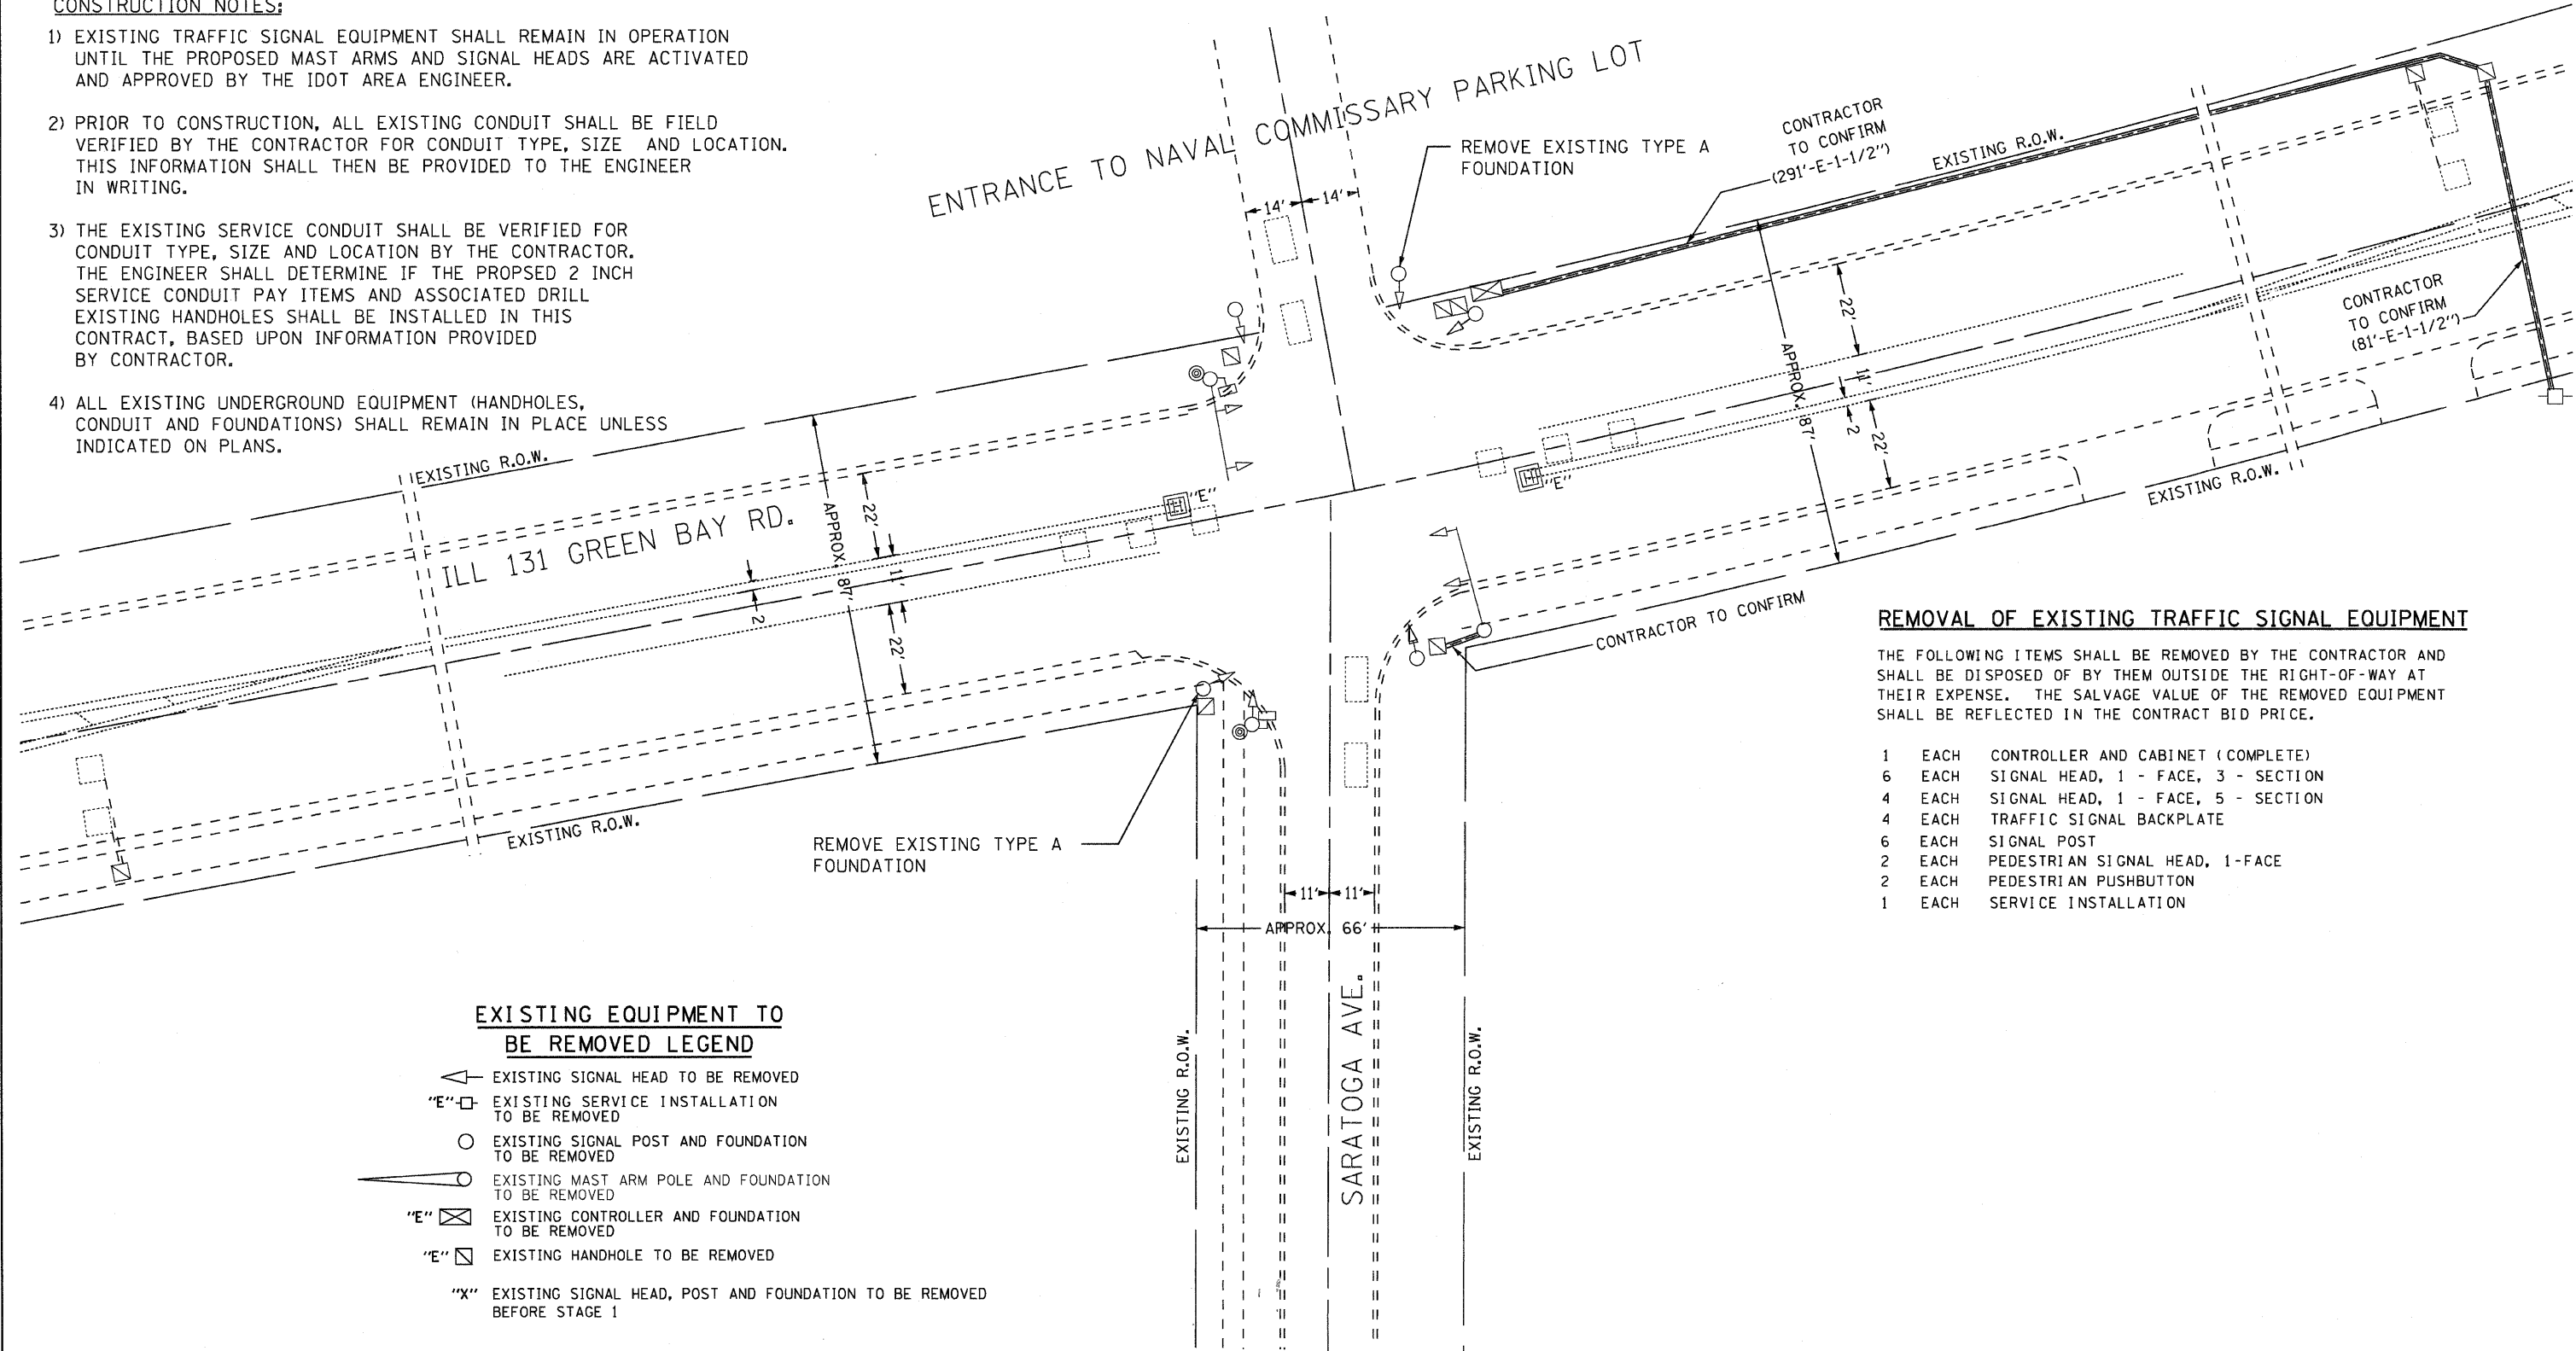 CONSTRUCTION NOTES:
1) EXISTING TRAFFIC SIGNAL EQUIPMENT SHALL REMAIN IN OPERATION
UNTIL THE PROPOSED MAST ARMS AND SIGNAL HEADS ARE ACTIVATED
AND APPROVED BY THE IDOT AREA ENGINEER.
2) PRIOR TO CONSTRUCTION, ALL EXISTING CONDUIT SHALL BE FIELD
VERIFIED BY THE CONTRACTOR FOR CONDUIT TYPE, SIZE AND LOCATION.
THIS INFORMATION SHALL THEN BE PROVIDED TO THE ENGINEER
IN WRITING.
3) THE EXISTING SERVICE CONDUIT SHALL BE VERIFIED FOR
CONDUIT TYPE, SIZE AND LOCATION BY THE CONTRACTOR.
THE ENGINEER SHALL DETERMINE IF THE PROPSED 2 INCH
SERVICE CONDUIT PAY ITEMS AND ASSOCIATED DRILL
EXISTING HANDHOLES SHALL BE INSTALLED IN THIS
CONTRACT, BASED UPON INFORMATION PROVIDED
BY CONTRACTOR.
4) ALL EXISTING UNDERGROUND EQUIPMENT (HANDHOLES,
CONDUIT AND FOUNDATIONS) SHALL REMAIN IN PLACE UNLESS
INDICATED ON PLANS.
ENTRANCE TO NAVAL COMMISSARY PARKING LOT
14' 14'
REMOVE EXISTING TYPE A
FOUNDATION
CONTRACTOR
TO CONFIRM
(291'-E-1-1/2")
EXISTING R.O.W.
CONTRACTOR
TO CONFIRM
(81'-E-1-1/2")
APPROX. 87'
22'
11'
2
22'
"E"
EXISTING R.O.W.
EXISTING R.O.W.
ILL 131 GREEN BAY RD.
APPROX. 87'
22'
11'
2
22'
"E"
EXISTING R.O.W.
CONTRACTOR TO CONFIRM
REMOVE EXISTING TYPE A
FOUNDATION
11' 11'
APPROX. 66'
EXISTING R.O.W.
SARATOGA AVE.
EXISTING R.O.W.
REMOVAL OF EXISTING TRAFFIC SIGNAL EQUIPMENT
THE FOLLOWING ITEMS SHALL BE REMOVED BY THE CONTRACTOR AND
SHALL BE DISPOSED OF BY THEM OUTSIDE THE RIGHT-OF-WAY AT
THEIR EXPENSE. THE SALVAGE VALUE OF THE REMOVED EQUIPMENT
SHALL BE REFLECTED IN THE CONTRACT BID PRICE.
1 EACH CONTROLLER AND CABINET (COMPLETE)
6 EACH SIGNAL HEAD, 1 - FACE, 3 - SECTION
4 EACH SIGNAL HEAD, 1 - FACE, 5 - SECTION
4 EACH TRAFFIC SIGNAL BACKPLATE
6 EACH SIGNAL POST
2 EACH PEDESTRIAN SIGNAL HEAD, 1-FACE
2 EACH PEDESTRIAN PUSHBUTTON
1 EACH SERVICE INSTALLATION
EXISTING EQUIPMENT TO
BE REMOVED LEGEND
EXISTING SIGNAL HEAD TO BE REMOVED
"E" EXISTING SERVICE INSTALLATION
TO BE REMOVED
EXISTING SIGNAL POST AND FOUNDATION
TO BE REMOVED
EXISTING MAST ARM POLE AND FOUNDATION
TO BE REMOVED
"E" EXISTING CONTROLLER AND FOUNDATION
TO BE REMOVED
"E" EXISTING HANDHOLE TO BE REMOVED
"X" EXISTING SIGNAL HEAD, POST AND FOUNDATION TO BE REMOVED
BEFORE STAGE 1